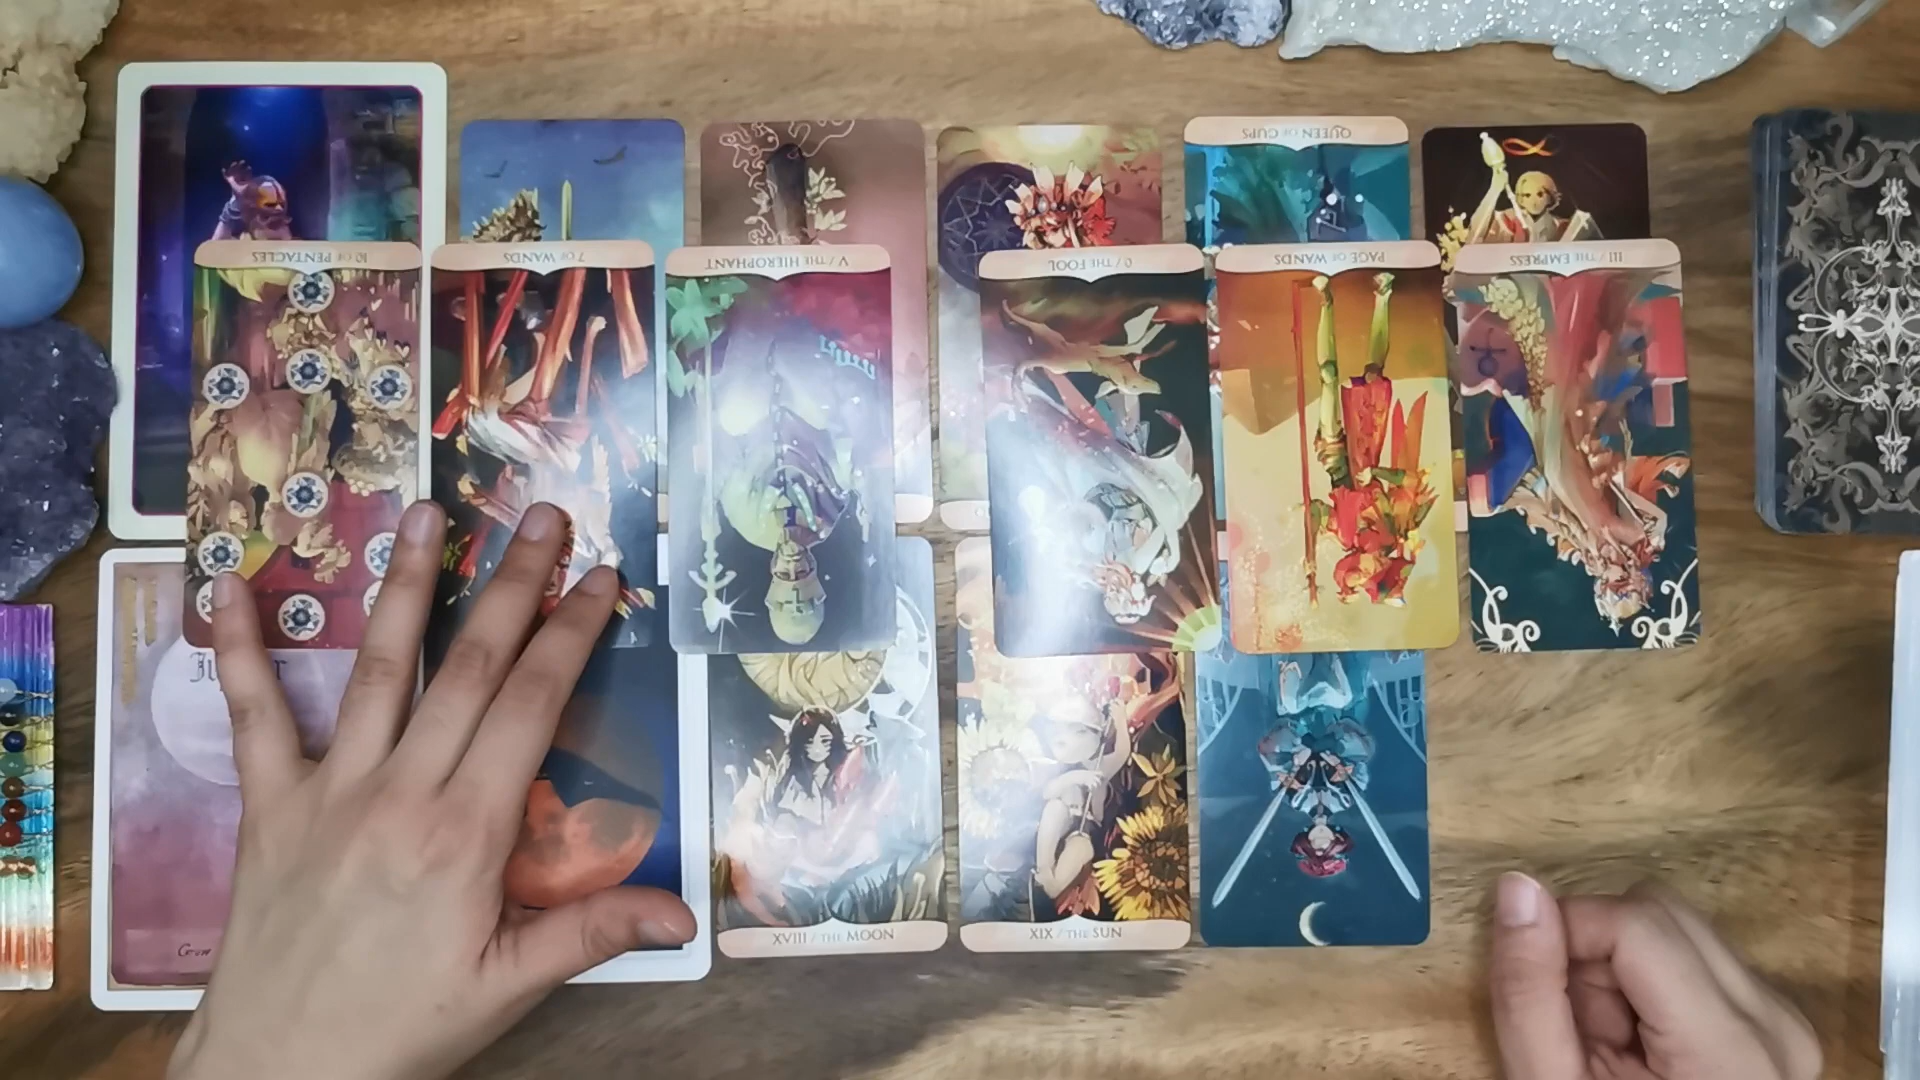 QUEEN OF CUPS
10 OF PENTACLES
7 OF WANDS
V / THE HIEROPHANT
0 / THE FOOL
PAGE OF WANDS
III / THE EMPRESS
XVIII / THE MOON
XIX / THE SUN